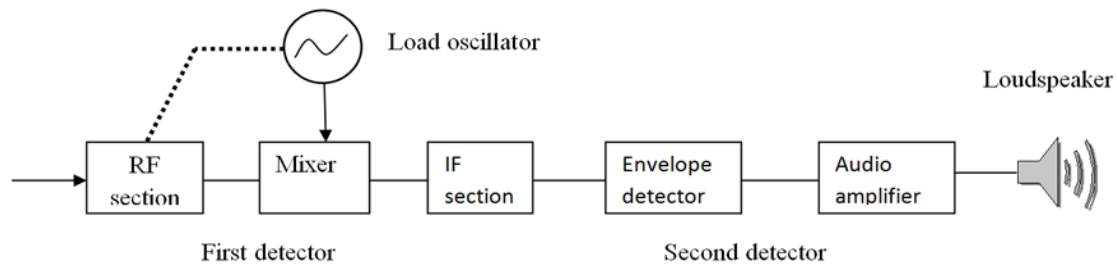 Load oscillator
Loudspeaker
RF
section
Mixer
IF
section
Envelope
detector
Audio
amplifier
First detector
Second detector